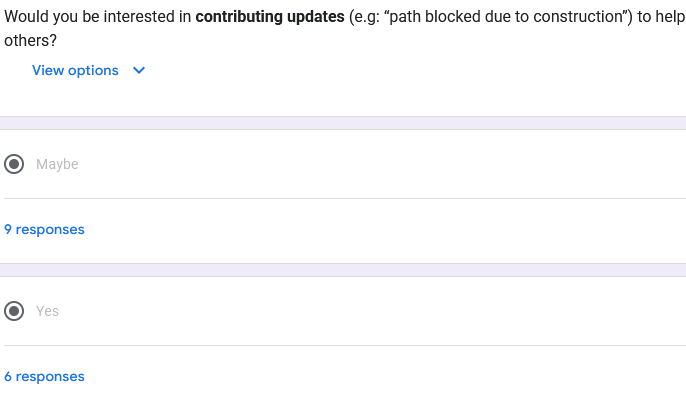 Would you be interested in contributing updates (e.g: “path blocked due to construction”) to help
others?
View options
Maybe
9 responses
Yes
6 responses